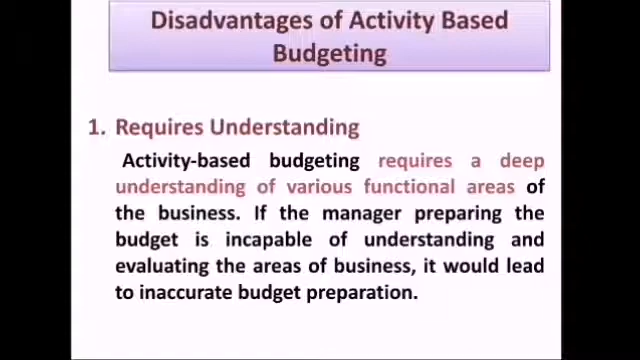 Disadvantages of Activity Based
Budgeting
1. Requires Understanding
Activity-based budgeting requires a deep
understanding of various functional areas of
the business. If the manager preparing the
budget is incapable of understanding and
evaluating the areas of business, it would lead
to inaccurate budget preparation.